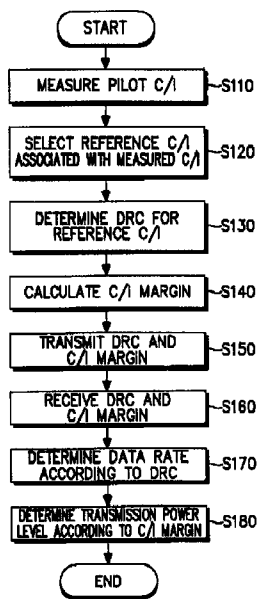 START
MEASURE PILOT C/I
S110
SELECT REFERENCE C/I
ASSOCIATED WITH MEASURED C/I
S120
DETERMINE DRC FOR
REFERENCE C/I
S130
CALCULATE C/I MARGIN
S140
TRANSMIT DRC AND
C/I MARGIN
S150
RECEIVE DRC AND
C/I MARGIN
S160
DETERMINE DATA RATE
ACCORDING TO DRC
S170
DETERMINE TRANSMISSION POWER
LEVEL ACCORDING TO C/I MARGIN
S180
END